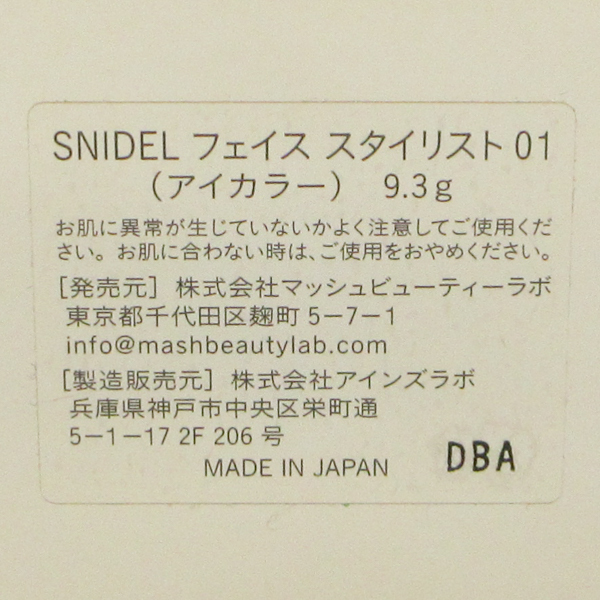 SNIDEL フェイス スタイリスト 01
（アイカラー） 9.3g
お肌に異常が生じていないかよく注意してご使用くだ
さい。お肌に合わない時は、ご使用をおやめください。
［発売元］ 株式会社マッシュビューティーラボ
東京都千代田区麹町 5−7−1
info@mashbeautylab.com
［製造販売元］ 株式会社アインズラボ
兵庫県神戸市中央区栄町通
5−1−17 2F 206 号
MADE IN JAPAN
DBA